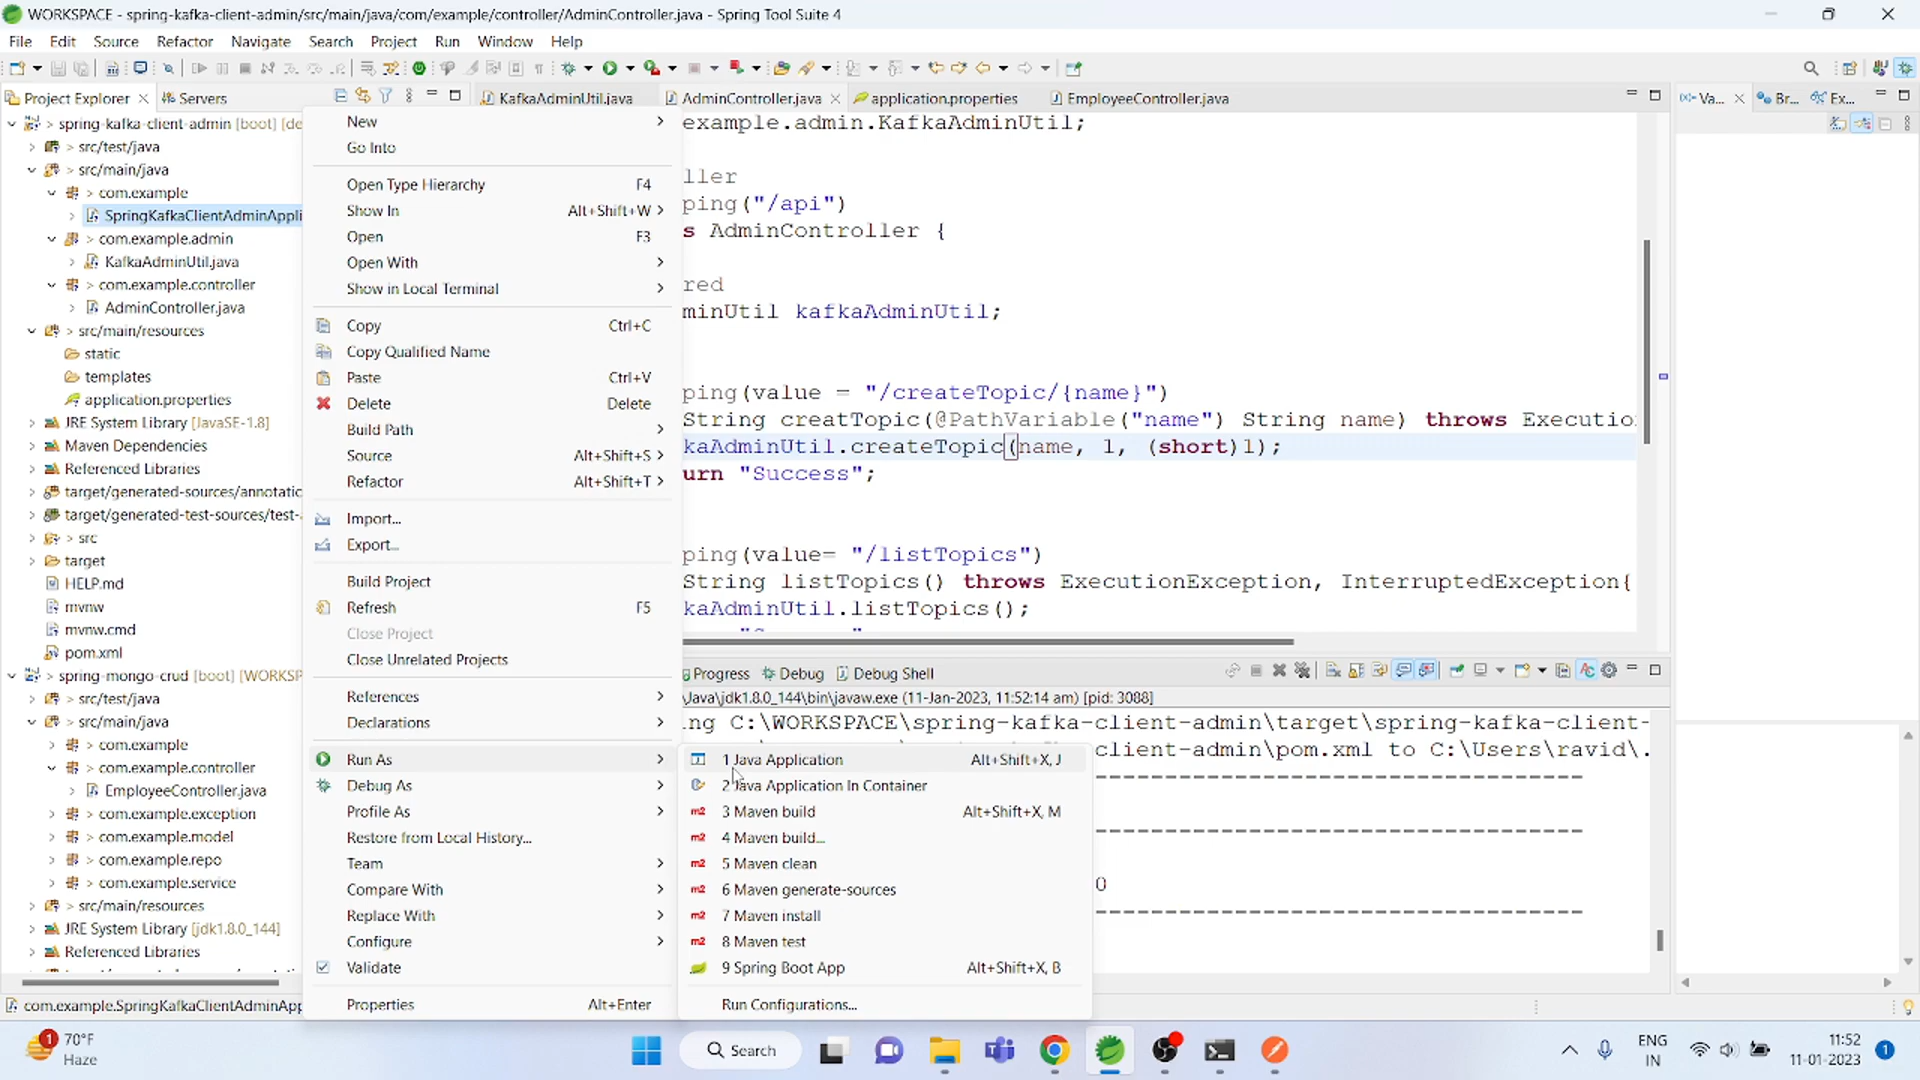 WORKSPACE - spring-kafka-client-admin/src/main/java/com/example/controller/AdminController.java - Spring Tool Suite 4
File Edit Source Refactor Navigate Search Project Run Window Help
Project Explorer
Servers
KafkaAdminUtil.java
AdminController.java
application.properties
EmployeeController.java
Va...
Br...
Ex...
> spring-kafka-client-admin [boot] [de
> src/test/java
> src/main/java
> com.example
SpringKafkaClientAdminAppli
> com.example.admin
> KafkaAdminUtil.java
> com.example.controller
> AdminController.java
> src/main/resources
static
templates
application.properties
JRE System Library [JavaSE-1.8]
Maven Dependencies
Referenced Libraries
target/generated-sources/annotatic
target/generated-test-sources/test-
> src
target
HELP.md
mvnw
mvnw.cmd
pom.xml
> spring-mongo-crud [boot] [WORKSP
> src/test/java
> src/main/java
> com.example
> com.example.controller
> EmployeeController.java
> com.example.exception
> com.example.model
> com.example.repo
> com.example.service
> src/main/resources
JRE System Library [jdk1.8.0_144]
Referenced Libraries
com.example.SpringKafkaClientAdminApp
New
Go Into
Open Type Hierarchy F4
Show In Alt+Shift+W
Open F3
Open With
Show in Local Terminal
Copy Ctrl+C
Copy Qualified Name
Paste Ctrl+V
Delete Delete
Build Path
Source Alt+Shift+S
Refactor Alt+Shift+T
Import...
Export...
Build Project
Refresh F5
Close Project
Close Unrelated Projects
References
Declarations
Run As
Debug As
Profile As
Restore from Local History...
Team
Compare With
Replace With
Configure
Validate
Properties Alt+Enter
1 Java Application Alt+Shift+X, J
2 Java Application In Container
3 Maven build Alt+Shift+X, M
4 Maven build...
5 Maven clean
6 Maven generate-sources
7 Maven install
8 Maven test
9 Spring Boot App Alt+Shift+X, B
Run Configurations...
example.admin.KafkaAdminUtil;
ller
ping("/api")
s AdminController {
red
minUtil kafkaAdminUtil;
ping(value = "/createTopic/{name}")
String creatTopic(@PathVariable("name") String name) throws Executio
kaAdminUtil.createTopic(name, 1, (short)1);
urn "Success";
ping(value= "/listTopics")
String listTopics() throws ExecutionException, InterruptedException{
kaAdminUtil.listTopics();
Progress
Debug
Debug Shell
\Java\jdk1.8.0_144\bin\javaw.exe (11-Jan-2023, 11:52:14 am) [pid: 3088]
ng C:\WORKSPACE\spring-kafka-client-admin\target\spring-kafka-client-
client-admin\pom.xml to C:\Users\ravid\.
------------------------------------
------------------------------------
0
------------------------------------
1
70°F
Haze
Search
ENG
IN
11:52
11-01-2023
1